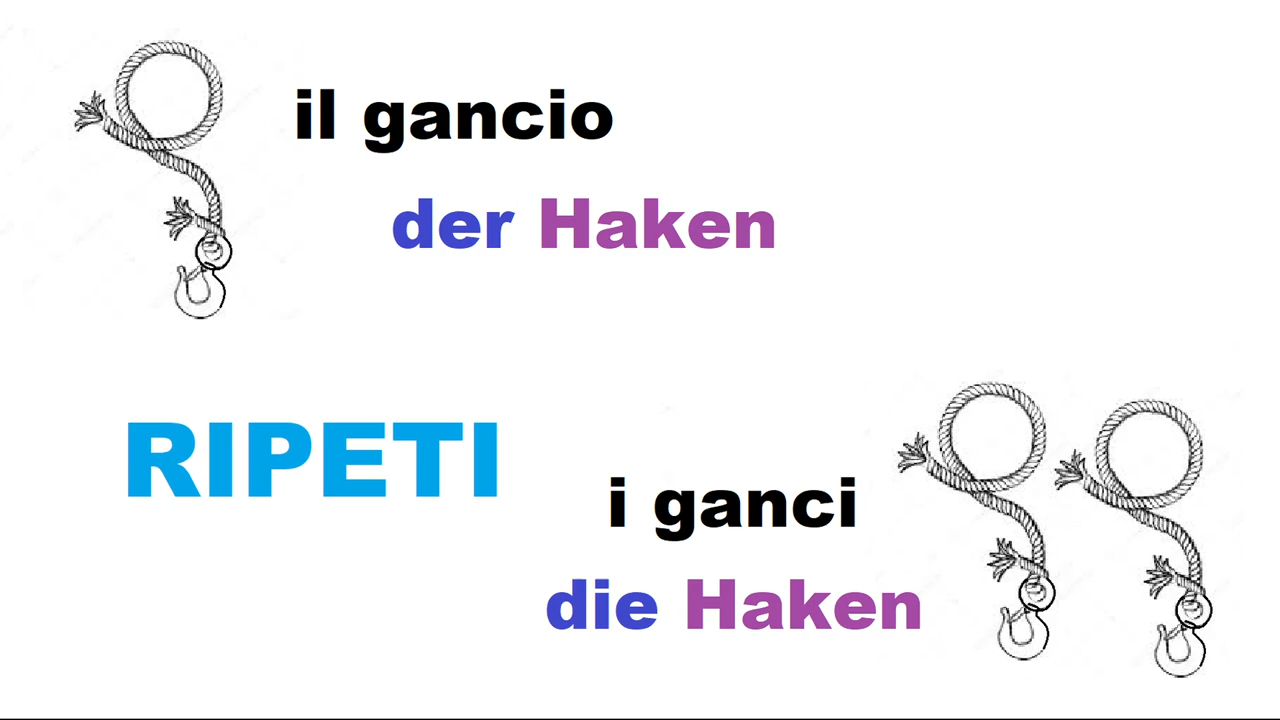 il gancio
der Haken
RIPETI
i ganci
die Haken